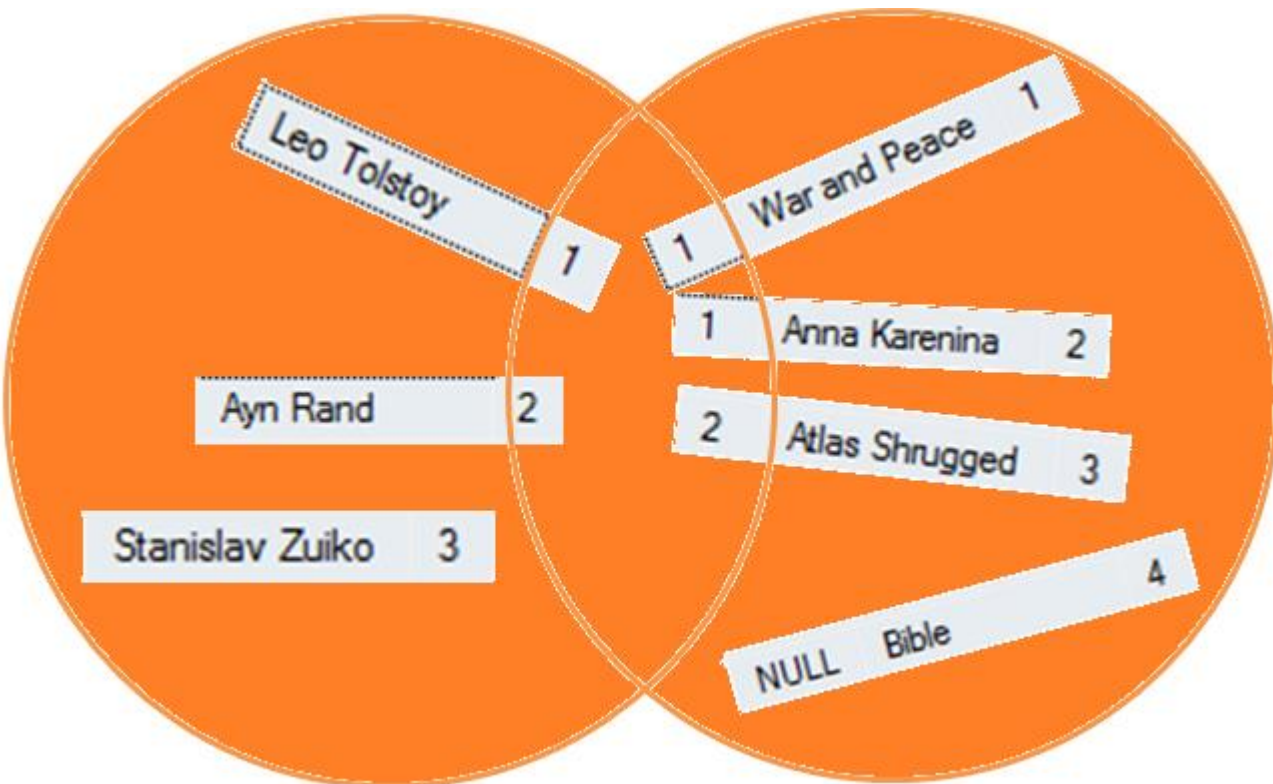 Leo Tolstoy 1
1 War and Peace 1
1 Anna Karenina 2
Ayn Rand 2
2 Atlas Shrugged 3
Stanislav Zuiko 3
NULL Bible 4